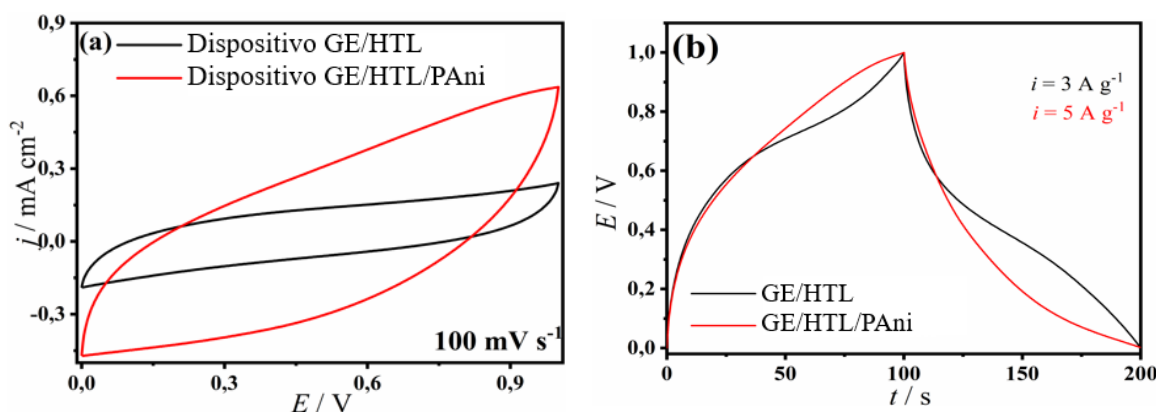 (a)
Dispositivo GE/HTL
Dispositivo GE/HTL/PAni
0,9
0,6
0,3
-0,0
-0,3
j / mA cm⁻²
100 mV s⁻¹
0,0 0,3 0,6 0,9
E / V
(b)
i = 3 A g⁻¹
i = 5 A g⁻¹
1,0
0,8
0,6
0,4
0,2
0,0
E / V
GE/HTL
GE/HTL/PAni
0 50 100 150 200
t / s